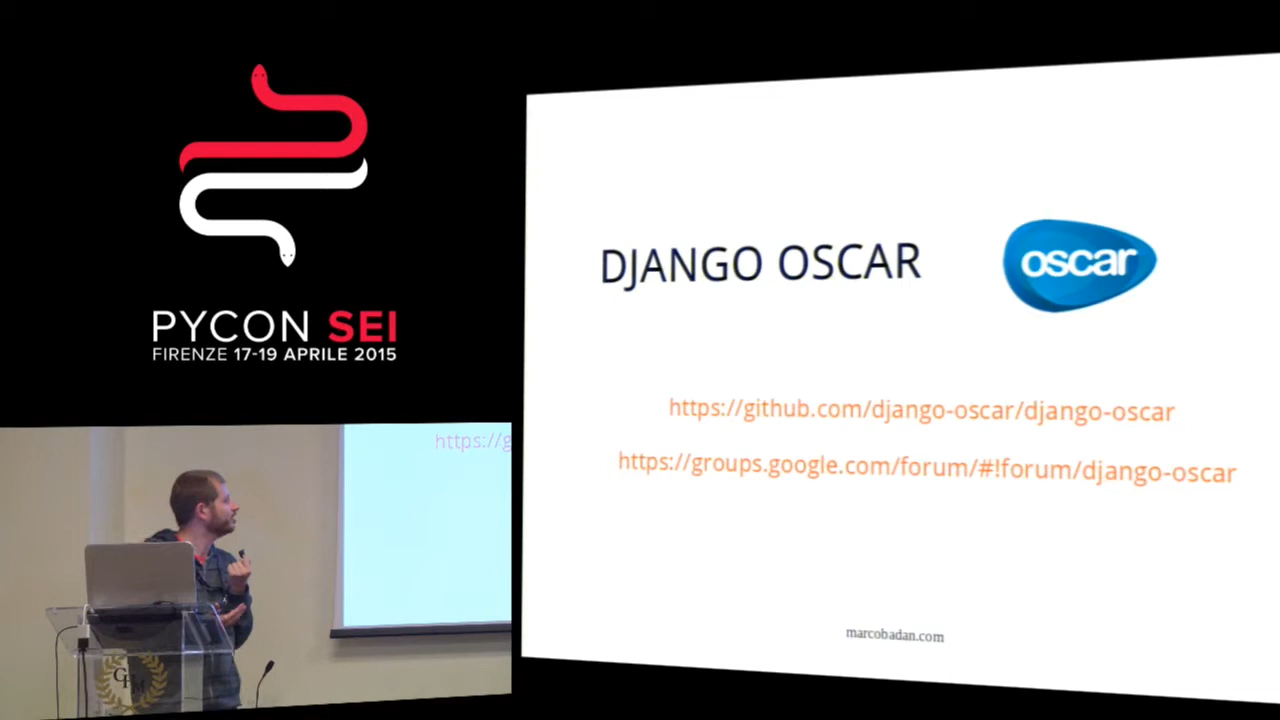 PYCON SEI
FIRENZE 17-19 APRILE 2015
DJANGO OSCAR
oscar
https://github.com/django-oscar/django-oscar
https://groups.google.com/forum/#!forum/django-oscar
marcobadan.com
https://g